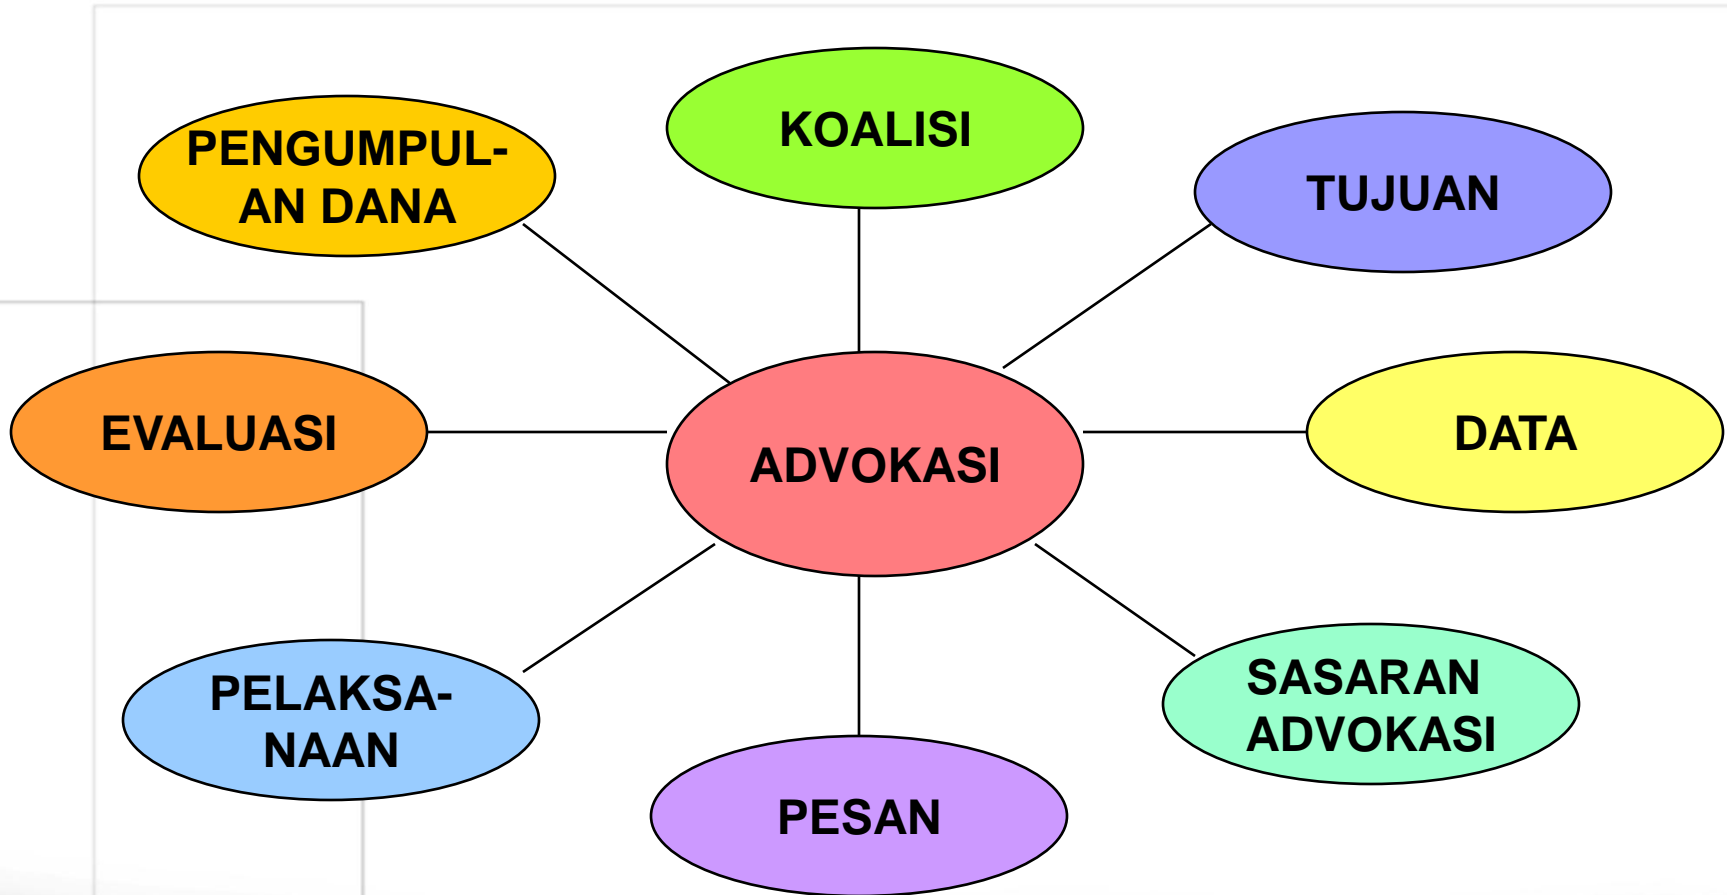 KOALISI
PENGUMPUL-
AN DANA
TUJUAN
EVALUASI
ADVOKASI
DATA
PELAKSA-
NAAN
SASARAN
ADVOKASI
PESAN